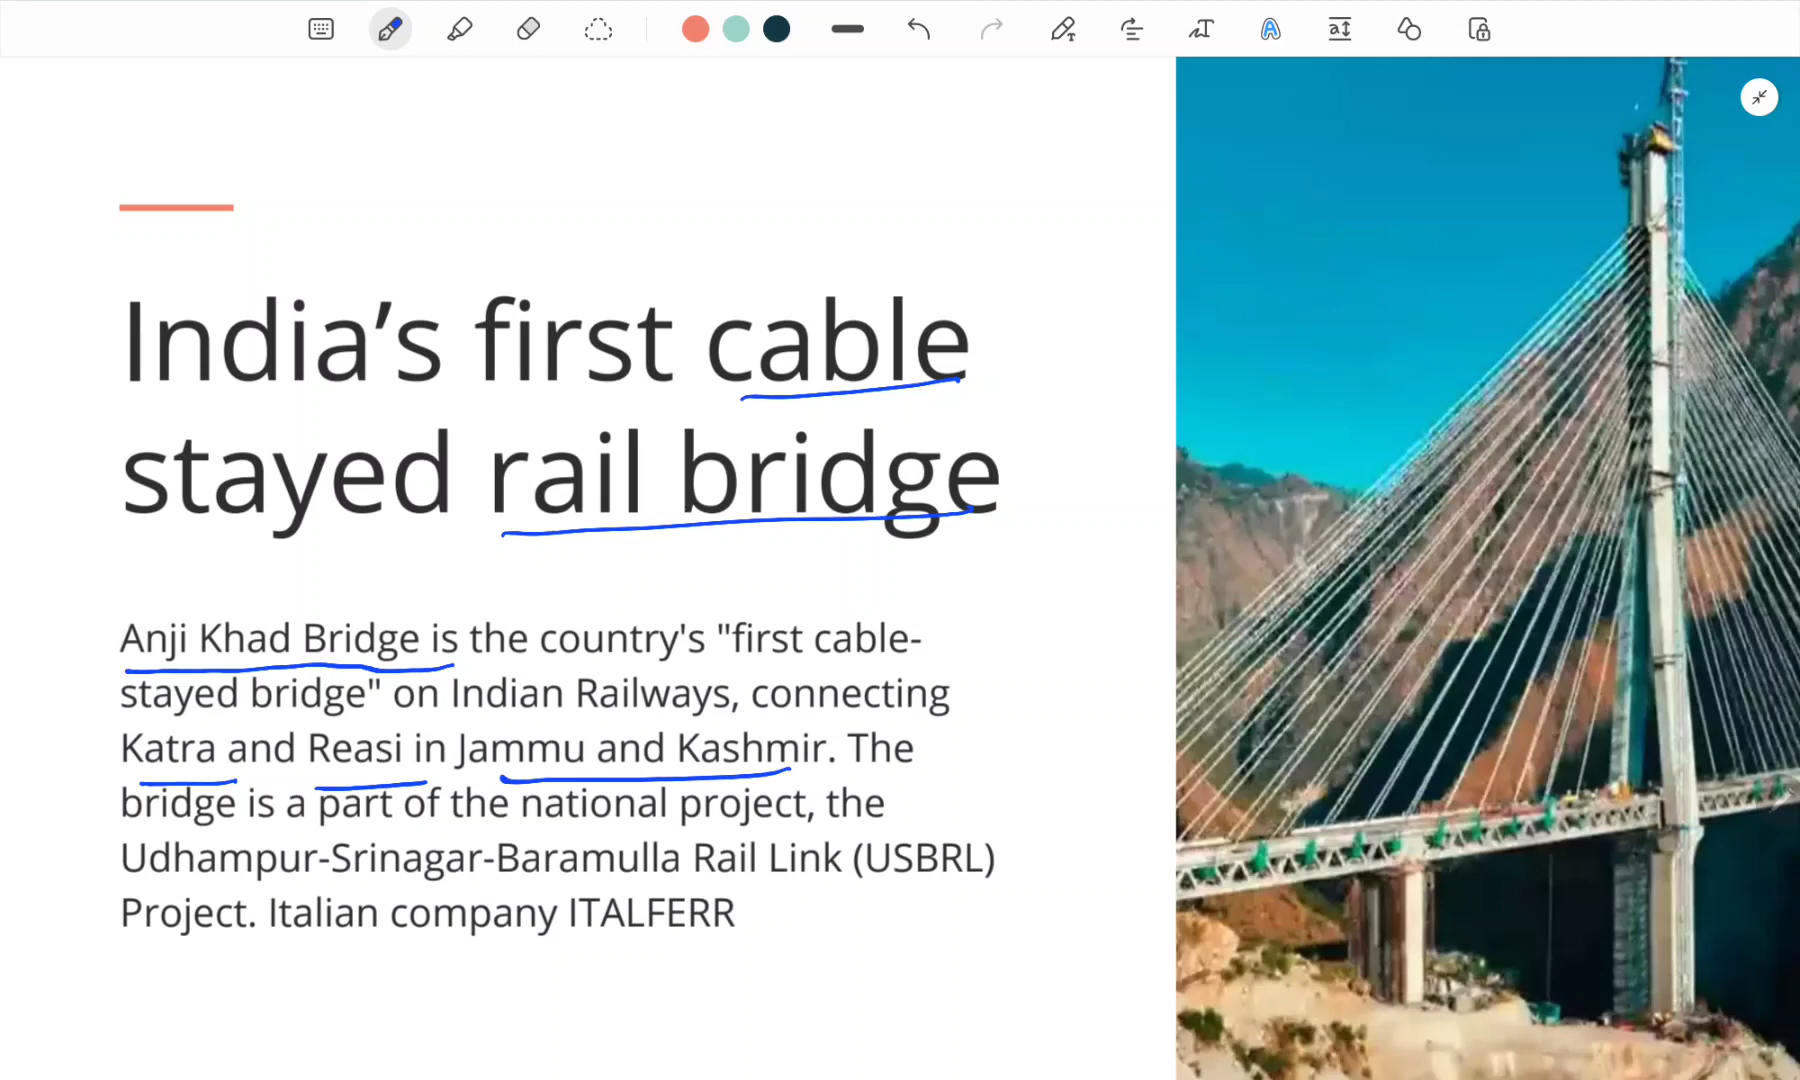 India’s first cable
stayed rail bridge
Anji Khad Bridge is the country's "first cable-
stayed bridge" on Indian Railways, connecting
Katra and Reasi in Jammu and Kashmir. The
bridge is a part of the national project, the
Udhampur-Srinagar-Baramulla Rail Link (USBRL)
Project. Italian company ITALFERR